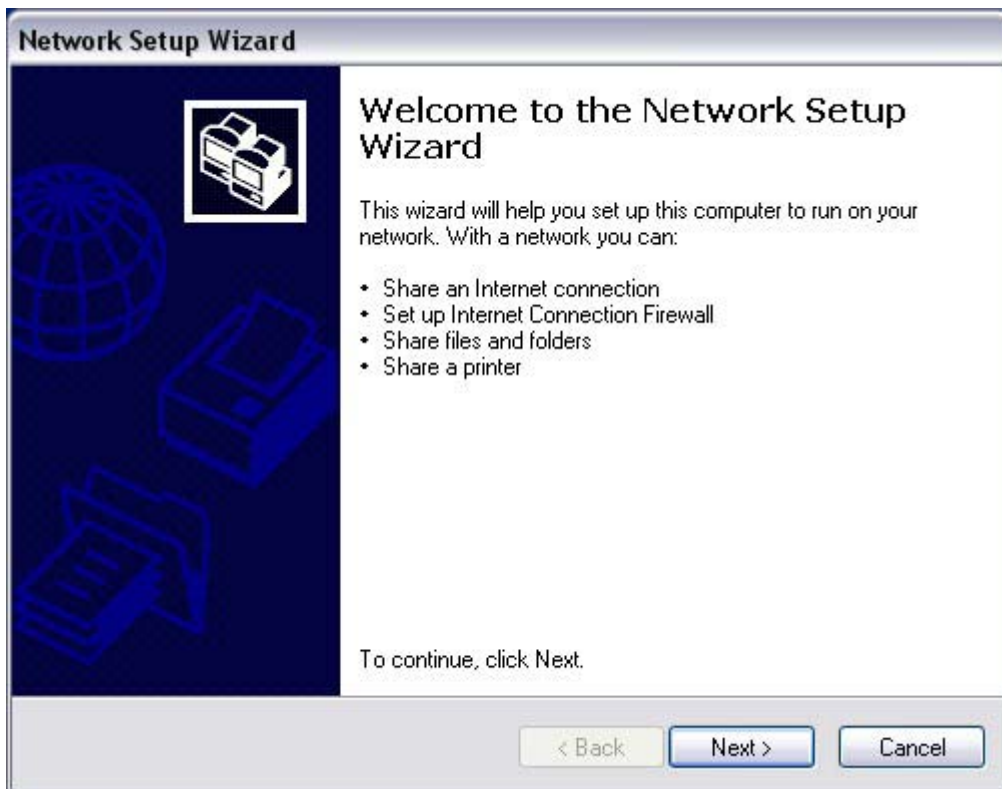 Network Setup Wizard
Welcome to the Network Setup
Wizard
This wizard will help you set up this computer to run on your
network. With a network you can:
• Share an Internet connection
• Set up Internet Connection Firewall
• Share files and folders
• Share a printer
To continue, click Next.
< Back
Next >
Cancel